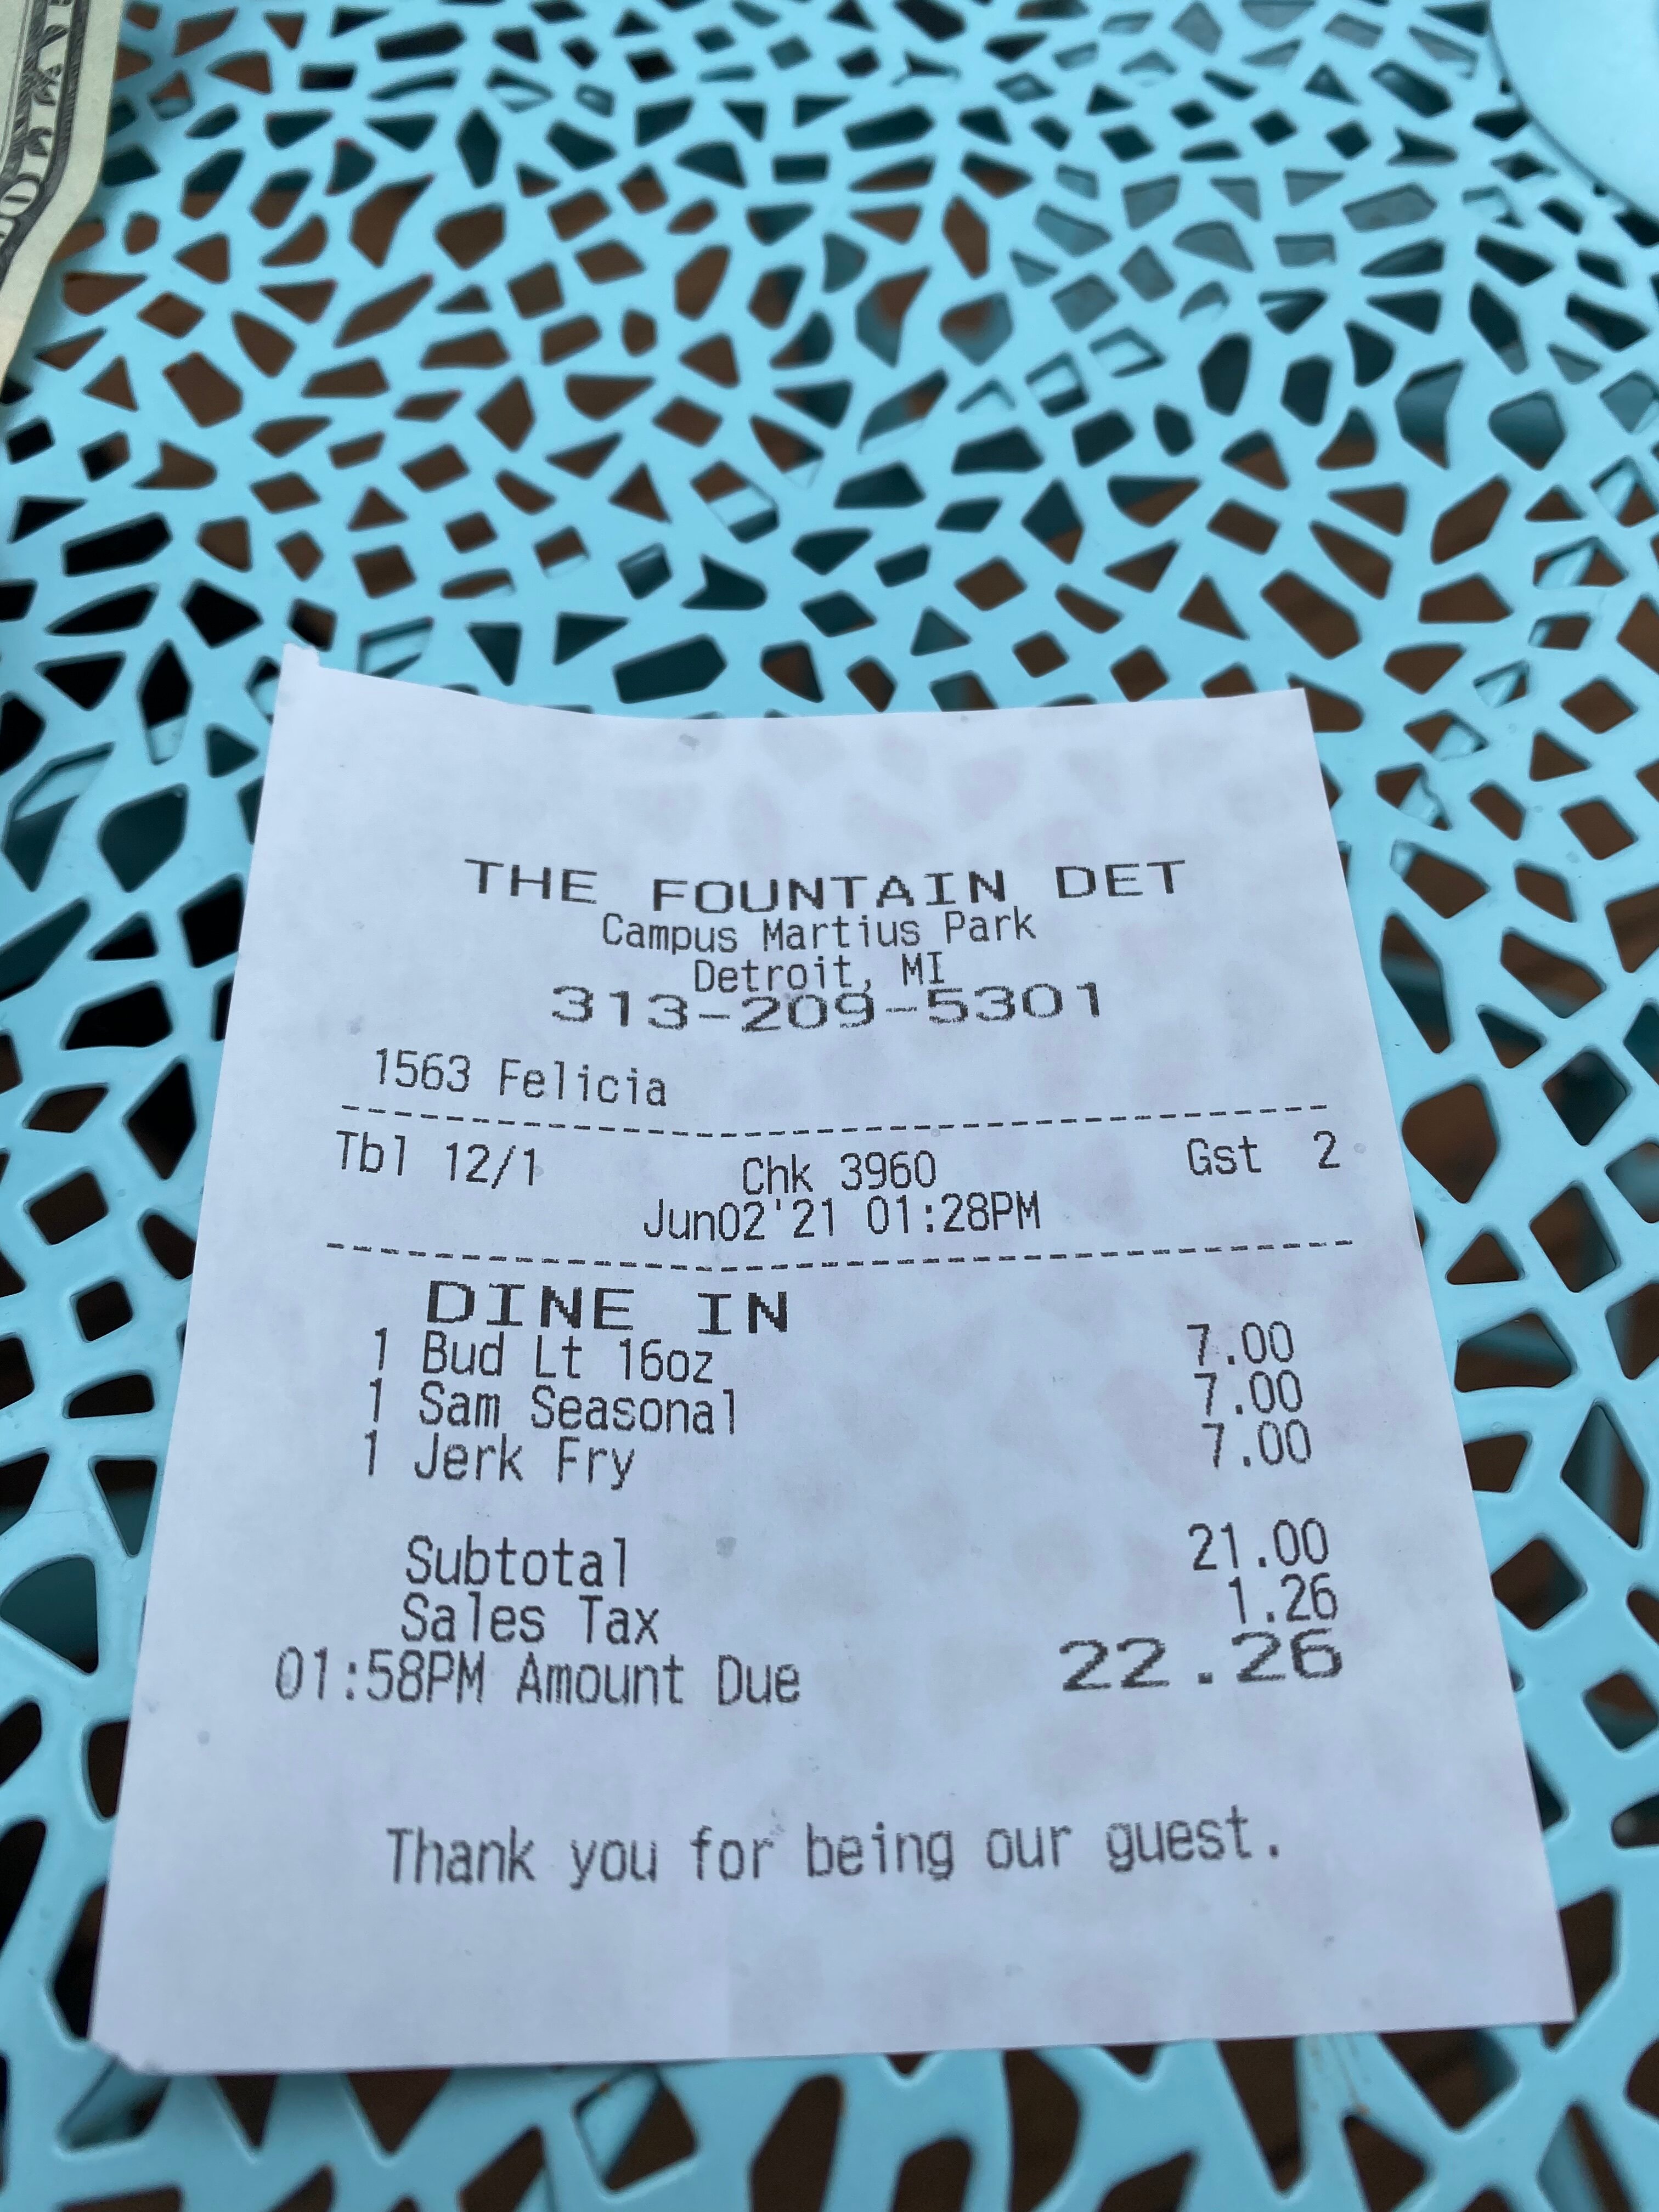 THE FOUNTAIN DET
Campus Martius Park
Detroit, MI
313-209-5301
1563 Felicia
Tbl 12/1 Chk 3960 Gst 2
Jun02'21 01:28PM
DINE IN
1 Bud Lt 16oz 7.00
1 Sam Seasonal 7.00
1 Jerk Fry 7.00
Subtotal 21.00
Sales Tax 1.26
01:58PM Amount Due 22.26
Thank you for being our guest.